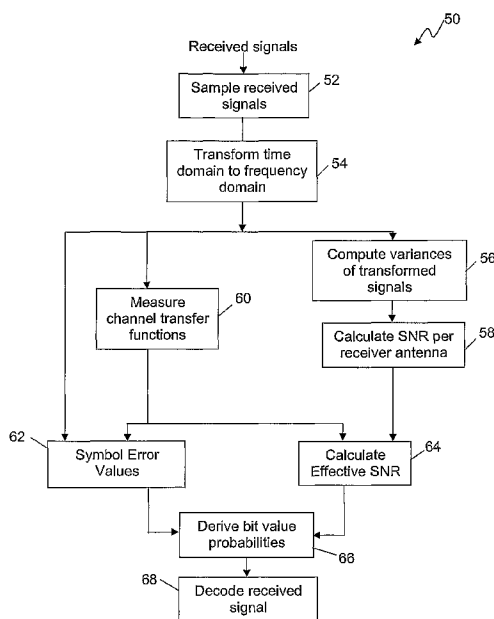 50
Received signals
Sample received
signals
52
Transform time
domain to frequency
domain
54
Compute variances
of transformed
signals
56
Measure
channel transfer
functions
60
Calculate SNR per
receiver antenna
58
62
Symbol Error
Values
Calculate
Effective SNR
64
Derive bit value
probabilities
66
68
Decode received
signal